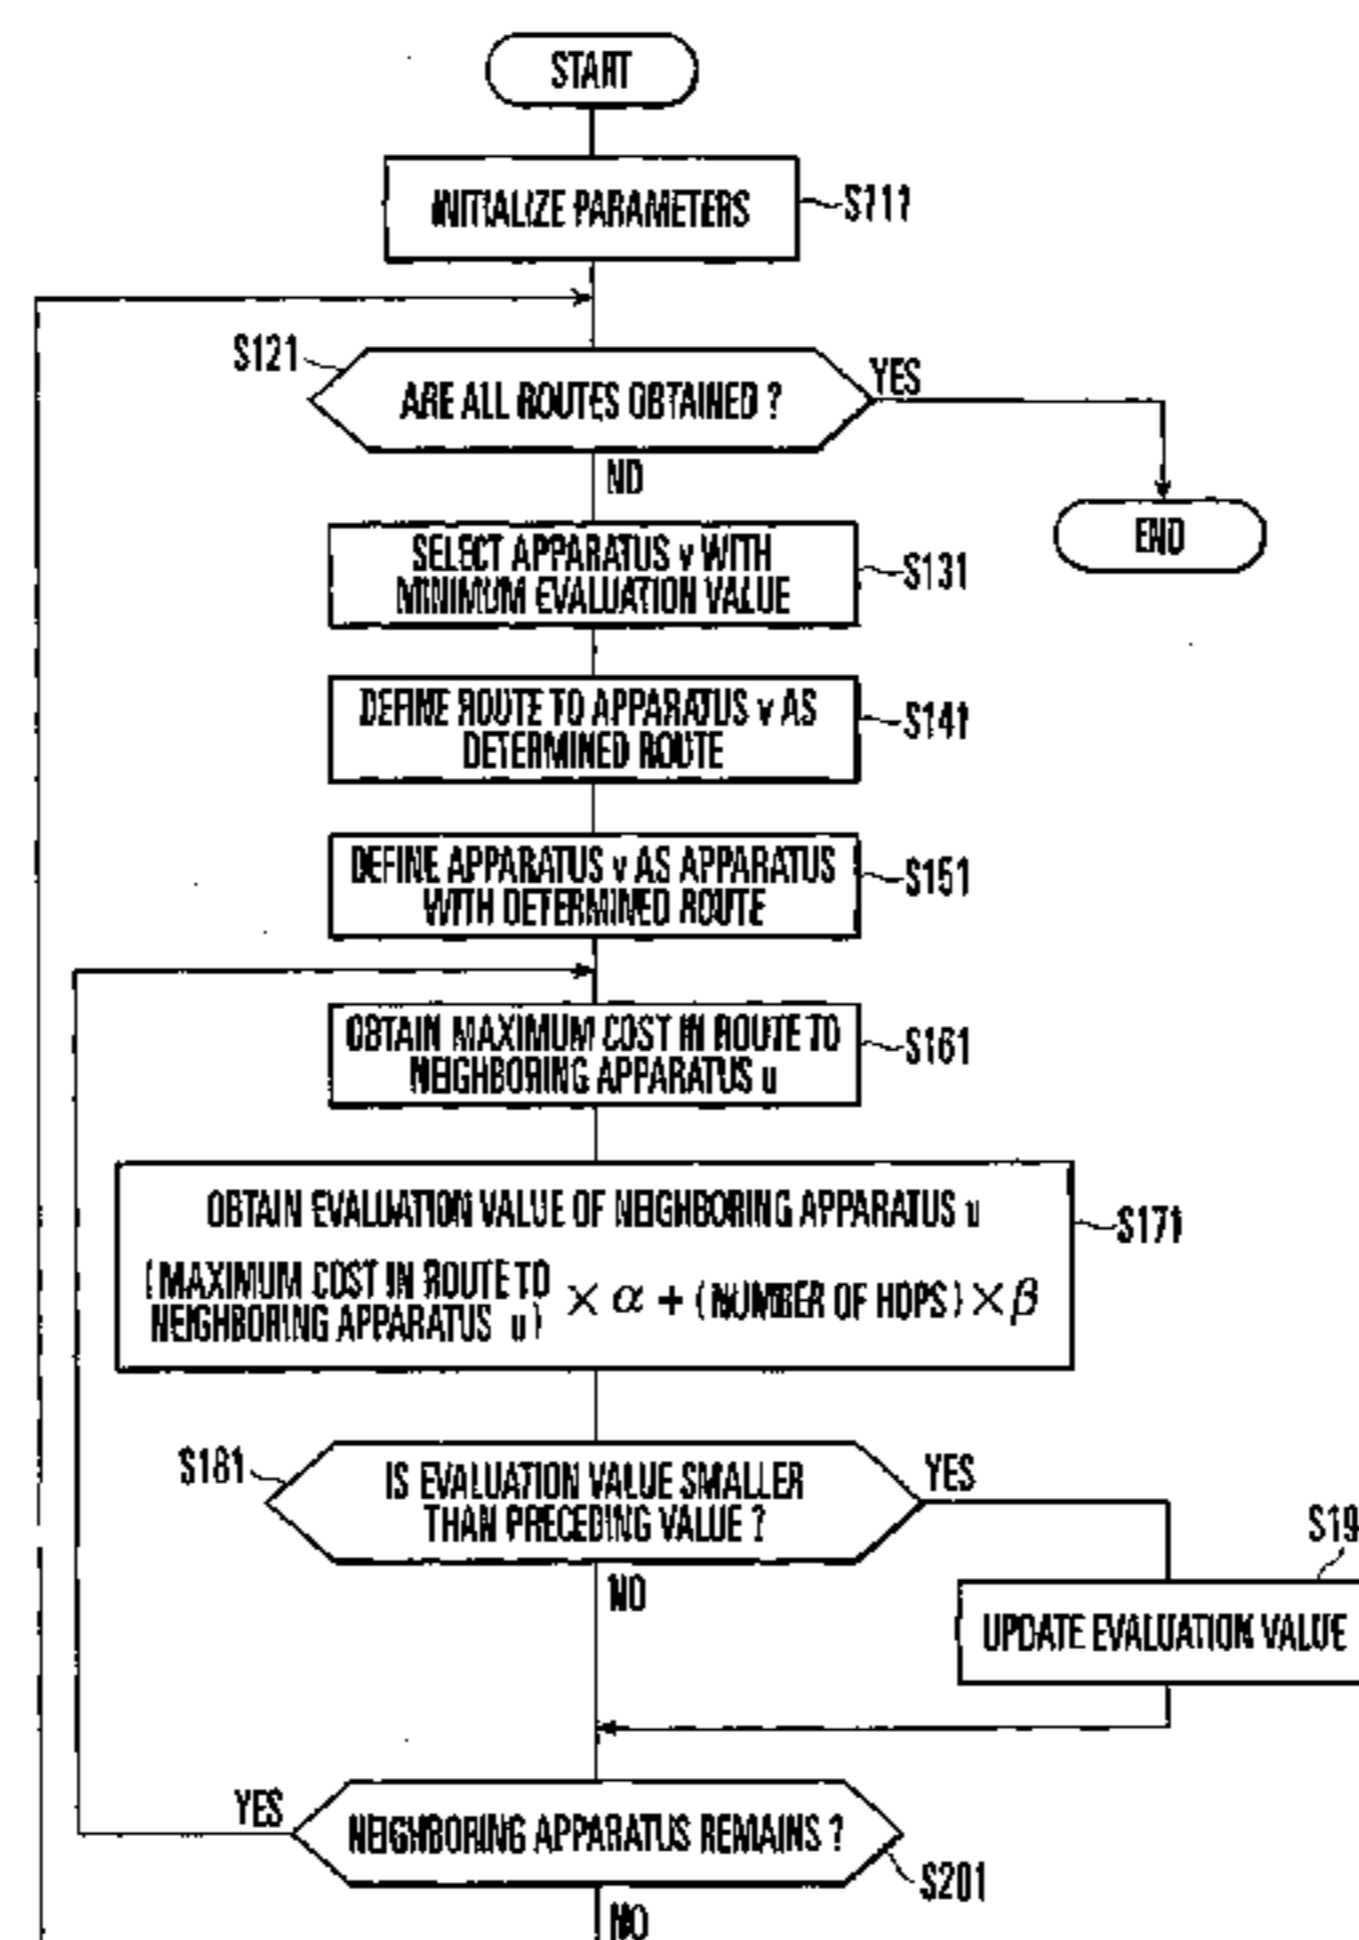 START
INITIALIZE PARAMETERS
S111
S121
ARE ALL ROUTES OBTAINED ?
YES
NO
END
SELECT APPARATUS v WITH
MINIMUM EVALUATION VALUE
S131
DEFINE ROUTE TO APPARATUS v AS
DETERMINED ROUTE
S141
DEFINE APPARATUS v AS APPARATUS
WITH DETERMINED ROUTE
S151
OBTAIN MAXIMUM COST IN ROUTE TO
NEIGHBORING APPARATUS u
S161
OBTAIN EVALUATION VALUE OF NEIGHBORING APPARATUS u
S171
(MAXIMUM COST IN ROUTE TO
NEIGHBORING APPARATUS u) × α + (NUMBER OF HOPS) × β
S181
IS EVALUATION VALUE SMALLER
THAN PRECEDING VALUE ?
YES
NO
S19
UPDATE EVALUATION VALUE
YES
NEIGHBORING APPARATUS REMAINS ?
S201
NO